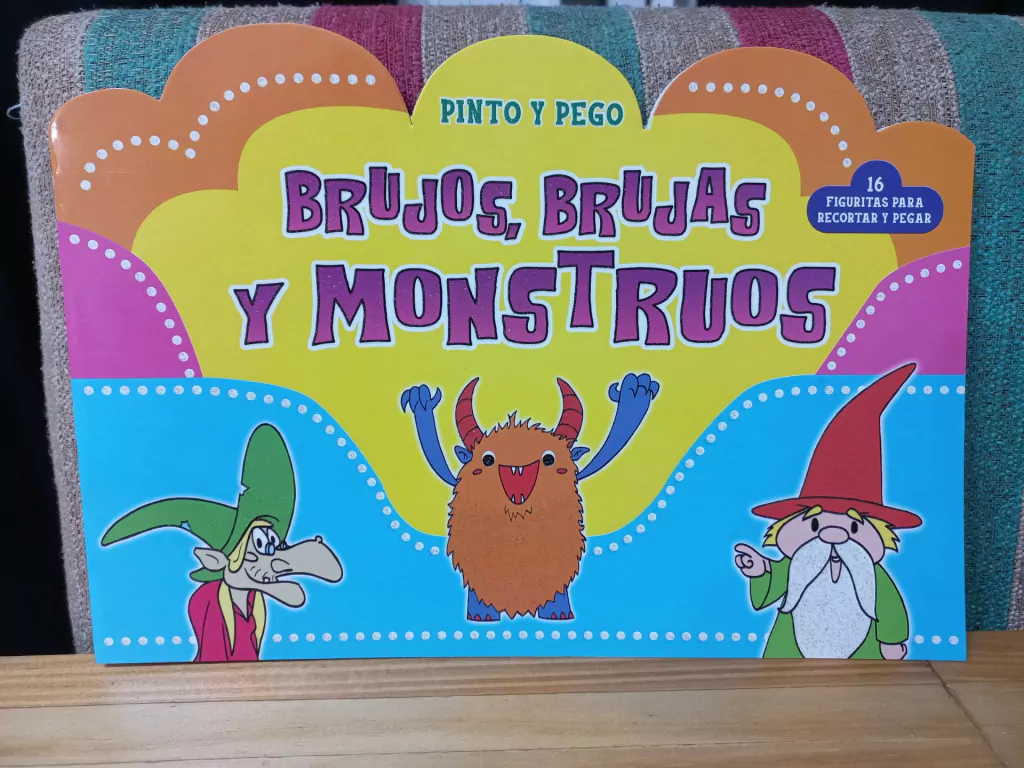 PINTO Y PEGO
BRUJOS, BRUJAS
Y MONSTRUOS
16
FIGURITAS PARA
RECORTAR Y PEGAR